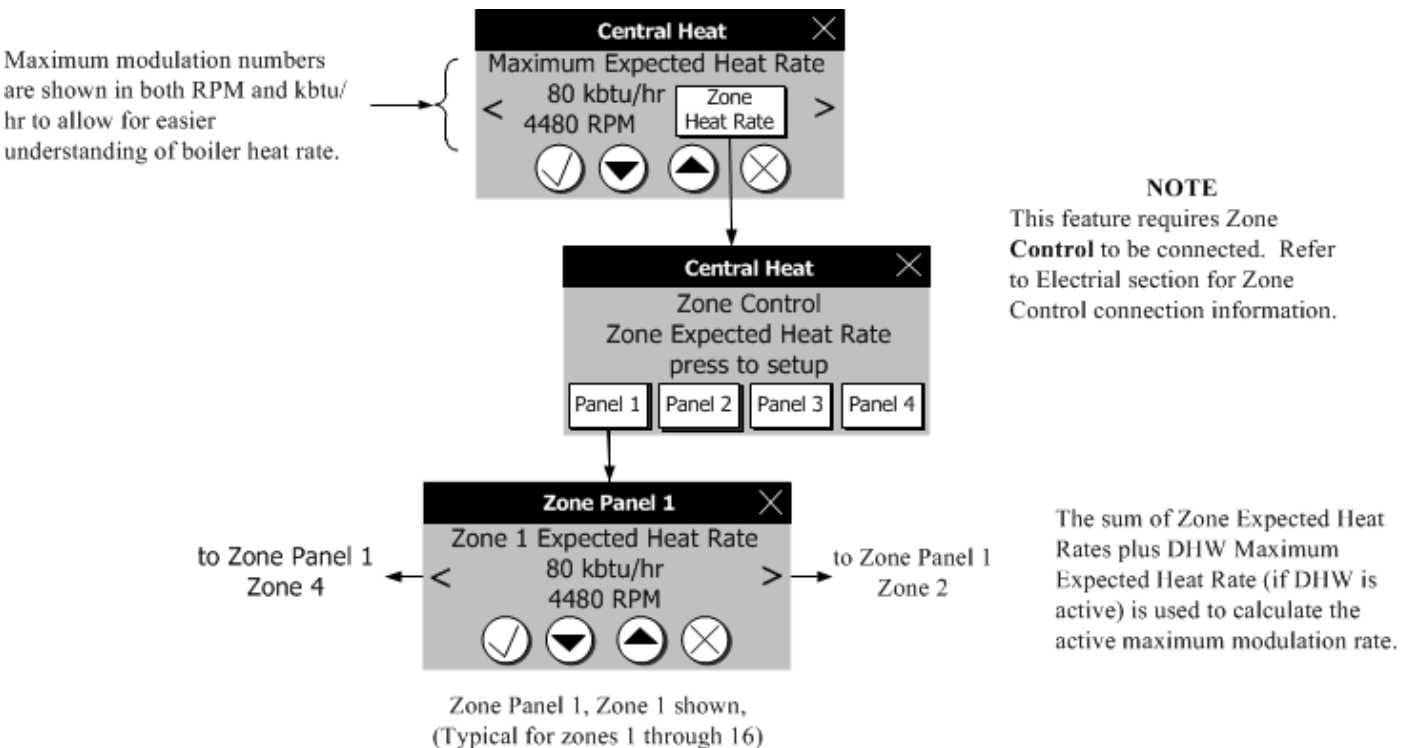 Central Heat
Maximum modulation numbers
are shown in both RPM and kbtu/
hr to allow for easier
understanding of boiler heat rate.
Maximum Expected Heat Rate
< 80 kbtu/hr >
4480 RPM
Zone
Heat Rate
NOTE
This feature requires Zone
Control to be connected. Refer
to Electrial section for Zone
Control connection information.
Central Heat
Zone Control
Zone Expected Heat Rate
press to setup
Panel 1 Panel 2 Panel 3 Panel 4
Zone Panel 1
Zone 1 Expected Heat Rate
< 80 kbtu/hr >
4480 RPM
to Zone Panel 1
Zone 4
to Zone Panel 1
Zone 2
The sum of Zone Expected Heat
Rates plus DHW Maximum
Expected Heat Rate (if DHW is
active) is used to calculate the
active maximum modulation rate.
Zone Panel 1, Zone 1 shown,
(Typical for zones 1 through 16)